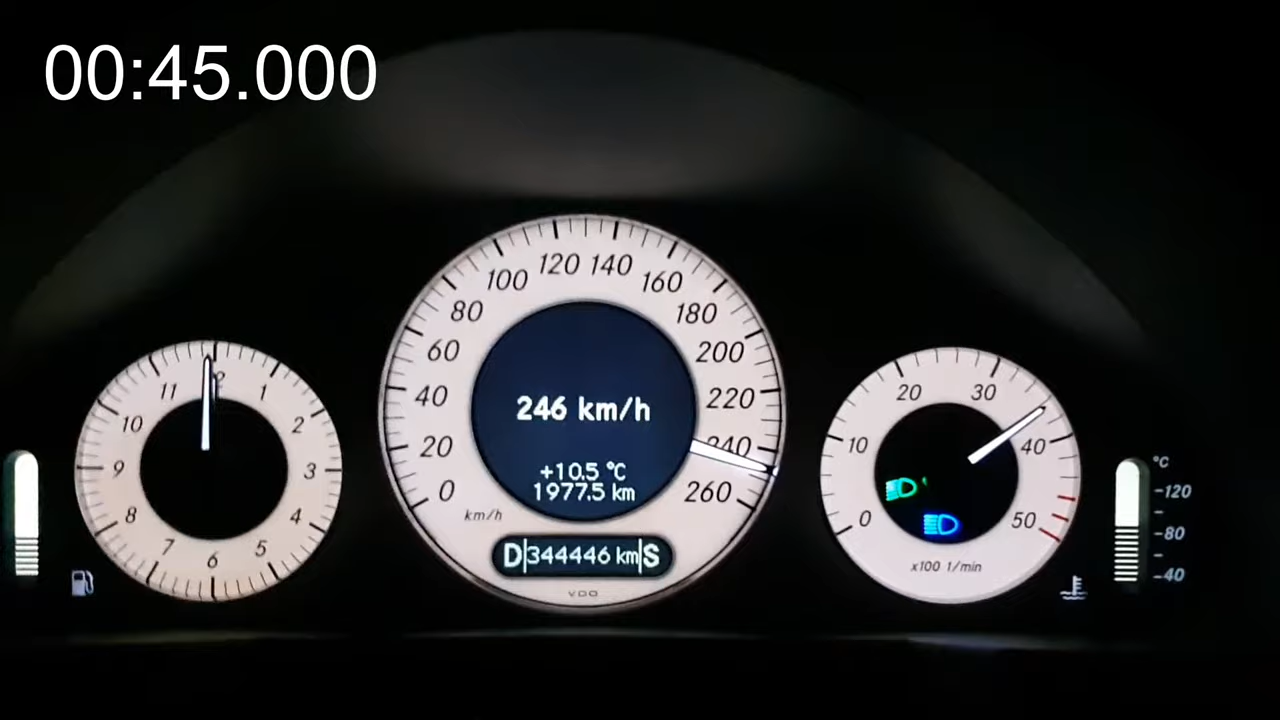 00:45.000
100 120 140 160
80 180
60 200
40 220
20 240
0 260
km/h
246 km/h
+10.5 °C
1977.5 km
D 344446 km S
VDO
11 1
10 2
9 3
8 4
7 6 5
20 30
10 40
0 50
x100 1/min
°C
120
80
40